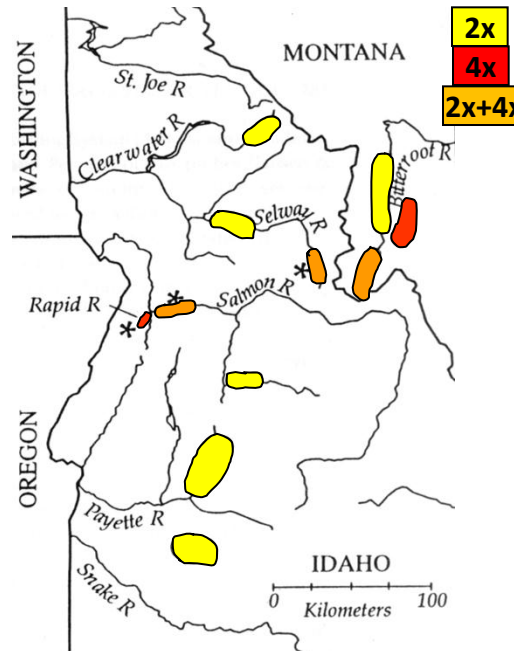 2x
MONTANA
4x
St. Joe R
2x+4x
WASHINGTON
Clearwater R
Bitterroot R
Selway R
*
Rapid R
*
Salmon R
*
OREGON
Payette R
IDAHO
Snake R
0 100
Kilometers